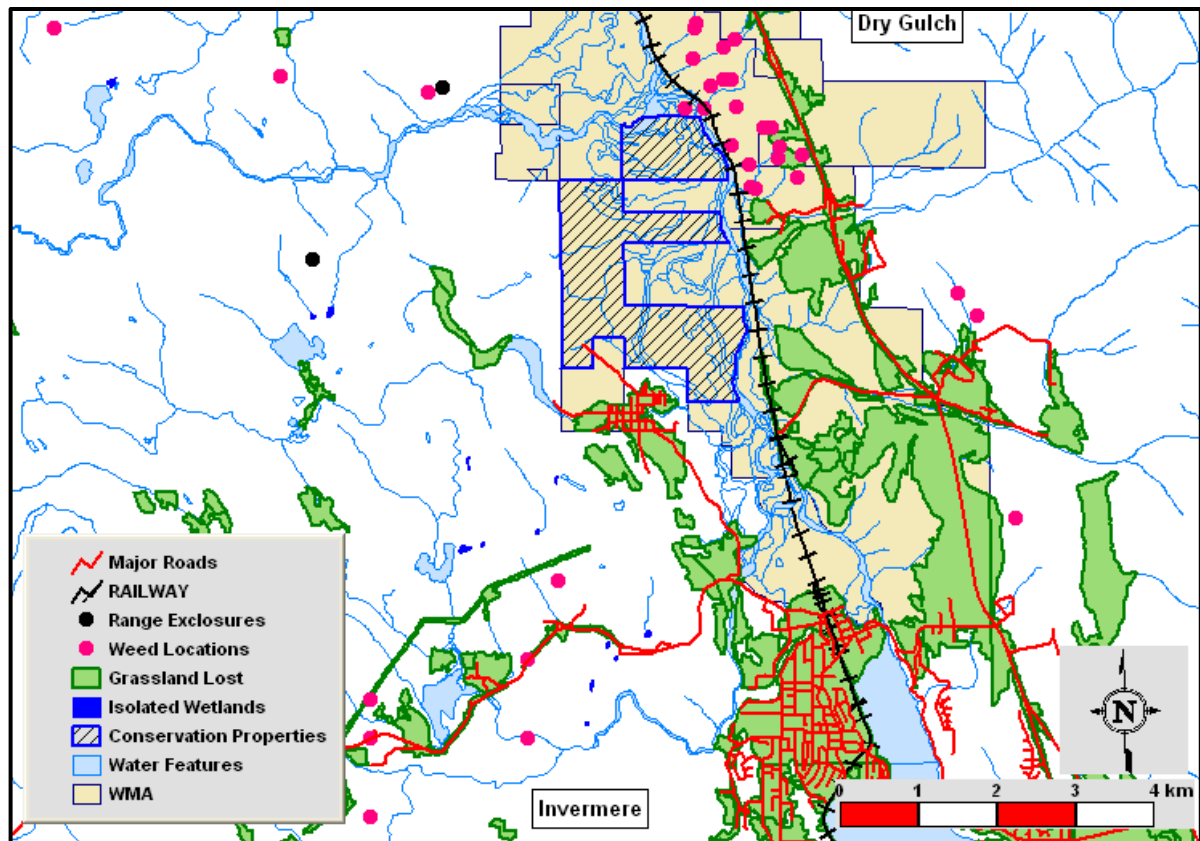 Dry Gulch
Major Roads
RAILWAY
Range Exclosures
Weed Locations
Grassland Lost
Isolated Wetlands
Conservation Properties
Water Features
WMA
Invermere
N
0 1 2 3 4 km